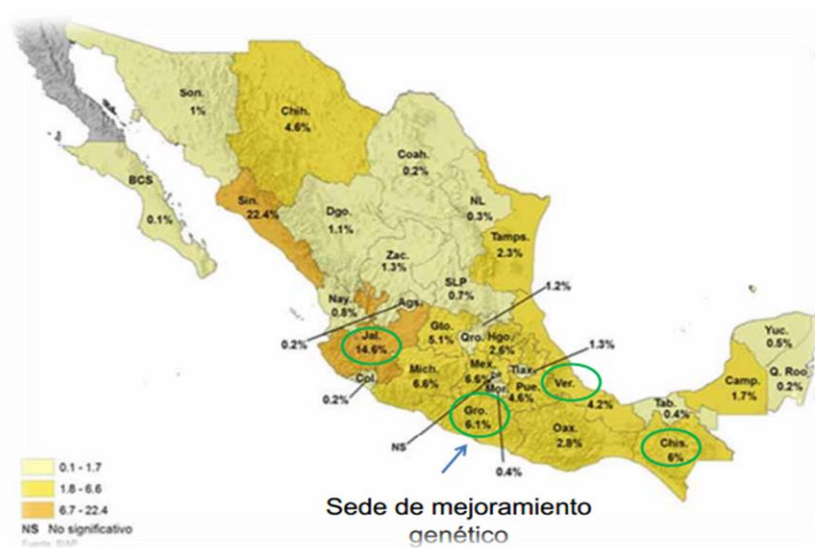 Son.
1%
Chih.
4.6%
Coah.
0.2%
BCS
0.1%
Sin.
22.4%
Dgo.
1.1%
NL
0.3%
Tamps.
2.3%
Zac.
1.3%
SLP
0.7%
1.2%
Nay.
0.8%
Ags.
0.2%
Jal.
14.6%
Gto.
5.1%
Qro.
Hgo.
2.6%
1.3%
Yuc.
0.5%
Q. Roo
0.2%
Camp.
1.7%
Col.
0.2%
Mich.
6.6%
Mex.
6.6%
Tlax.
Mor.
Pue.
4.6%
Ver.
4.2%
Tab.
0.4%
Gro.
6.1%
Oax.
2.8%
Chis.
6%
NS
0.4%
0.1 - 1.7
1.8 - 6.6
6.7 - 22.4
NS No significativo
Fuente: SIAP
Sede de mejoramiento
genético